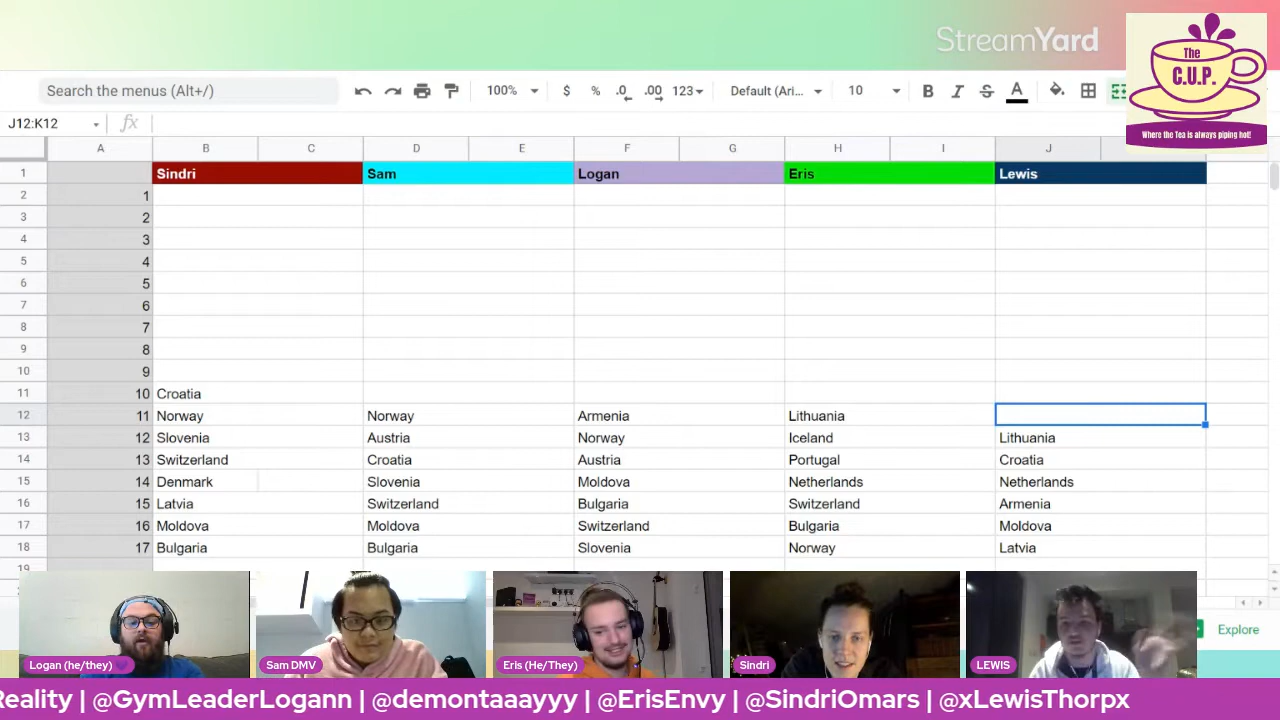 StreamYard
The
C.U.P.
Where the Tea is always piping hot!
Search the menus (Alt+/)
100%
$ % .0 .00 123
Default (Ari...
10
B I S A
J12:K12
fx
A B C D E F G H I J
1 Sindri Sam Logan Eris Lewis
2 1
3 2
4 3
5 4
6 5
7 6
8 7
9 8
10 9
11 10 Croatia
12 11 Norway Norway Armenia Lithuania
13 12 Slovenia Austria Norway Iceland Lithuania
14 13 Switzerland Croatia Austria Portugal Croatia
15 14 Denmark Slovenia Moldova Netherlands Netherlands
16 15 Latvia Switzerland Bulgaria Switzerland Armenia
17 16 Moldova Moldova Switzerland Bulgaria Moldova
18 17 Bulgaria Bulgaria Slovenia Norway Latvia
19
Explore
Logan (he/they)
Sam DMV
Eris (He/They)
Sindri
LEWIS
Reality | @GymLeaderLogann | @demontaaayyy | @ErisEnvy | @SindriOmars | @xLewisThorpx